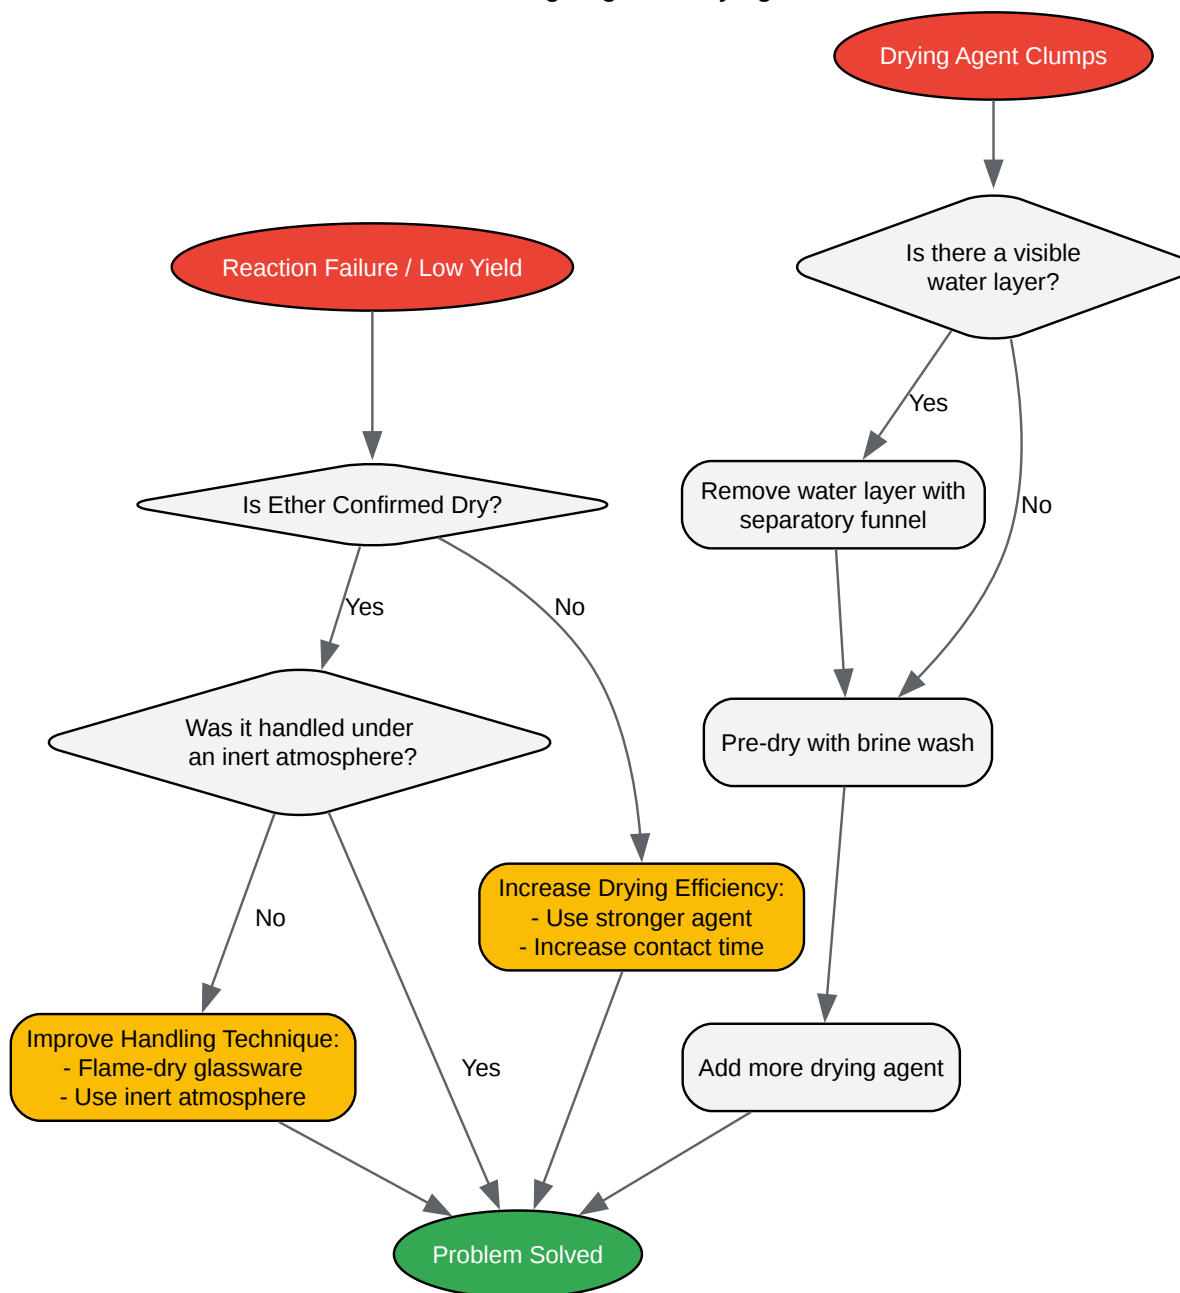 Drying Agent Clumps
Is there a visible
water layer?
Reaction Failure / Low Yield
Yes
Remove water layer with
separatory funnel
No
Is Ether Confirmed Dry?
Yes
No
Was it handled under
an inert atmosphere?
Pre-dry with brine wash
Increase Drying Efficiency:
- Use stronger agent
- Increase contact time
No
Improve Handling Technique:
- Flame-dry glassware
- Use inert atmosphere
Yes
Add more drying agent
Problem Solved